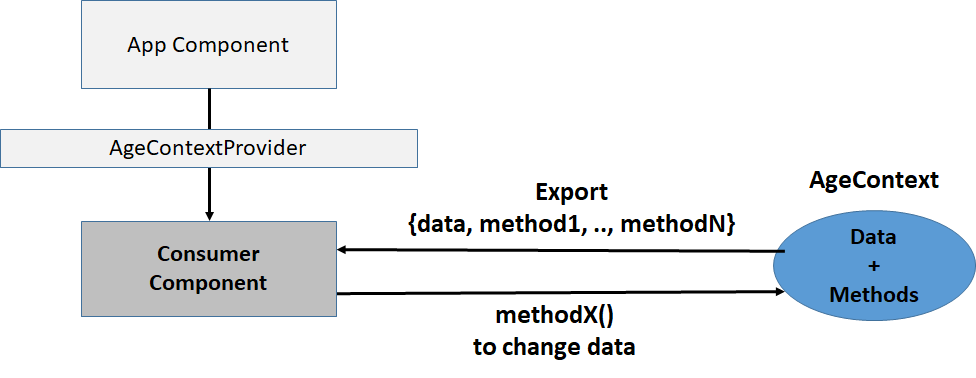 App Component
AgeContextProvider
Export
{data, method1, .., methodN}
AgeContext
Consumer
Component
Data
+
Methods
methodX()
to change data